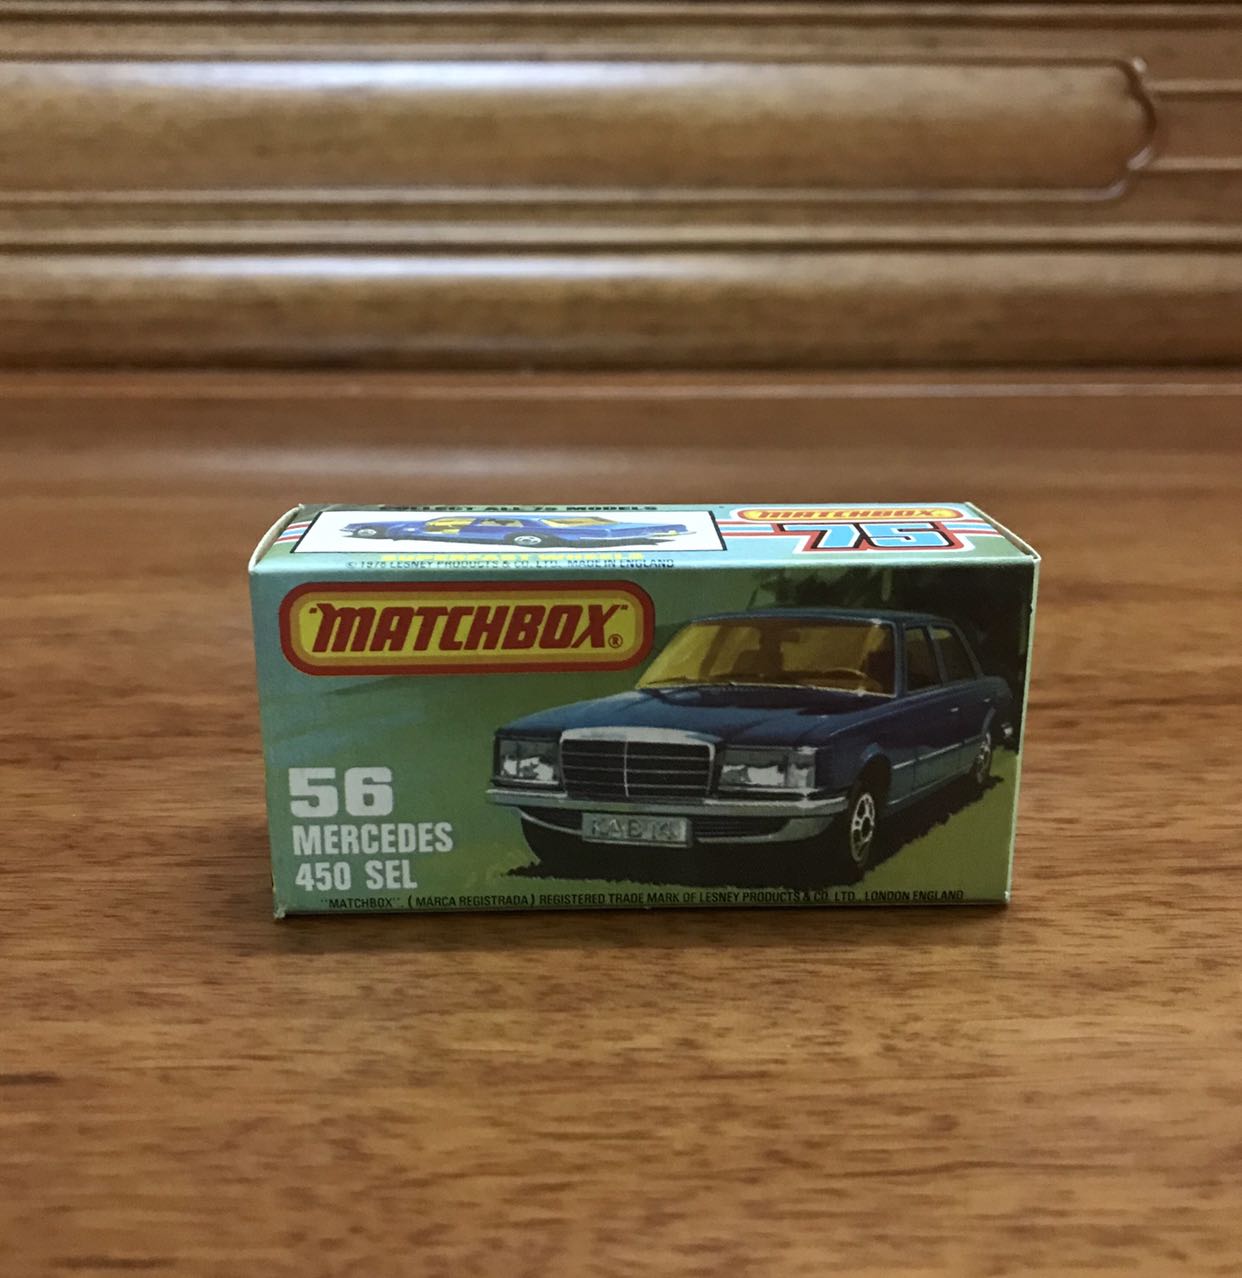 COLLECT ALL 75 MODELS
MATCHBOX
75
SUPERFAST WHEELS
© 1978 LESNEY PRODUCTS & CO. LTD. MADE IN ENGLAND
"MATCHBOX"®
56
MERCEDES
450 SEL
"MATCHBOX". (MARCA REGISTRADA) REGISTERED TRADE MARK OF LESNEY PRODUCTS & CO. LTD. LONDON ENGLAND